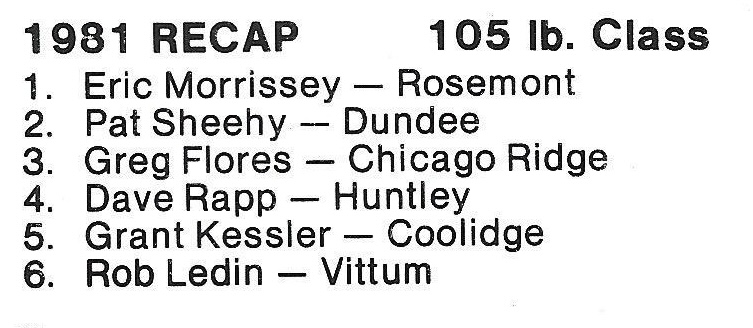 1981 RECAP 105 lb. Class
1. Eric Morrissey — Rosemont
2. Pat Sheehy — Dundee
3. Greg Flores — Chicago Ridge
4. Dave Rapp — Huntley
5. Grant Kessler — Coolidge
6. Rob Ledin — Vittum